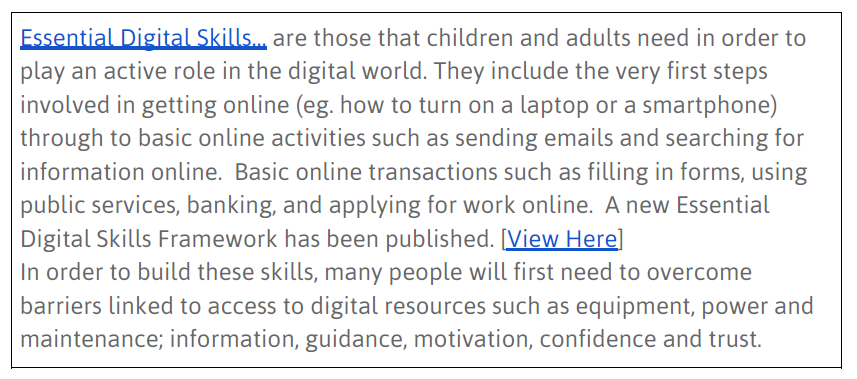 Essential Digital Skills... are those that children and adults need in order to
play an active role in the digital world. They include the very first steps
involved in getting online (eg. how to turn on a laptop or a smartphone)
through to basic online activities such as sending emails and searching for
information online.  Basic online transactions such as filling in forms, using
public services, banking, and applying for work online.  A new Essential
Digital Skills Framework has been published. [View Here]
In order to build these skills, many people will first need to overcome
barriers linked to access to digital resources such as equipment, power and
maintenance; information, guidance, motivation, confidence and trust.